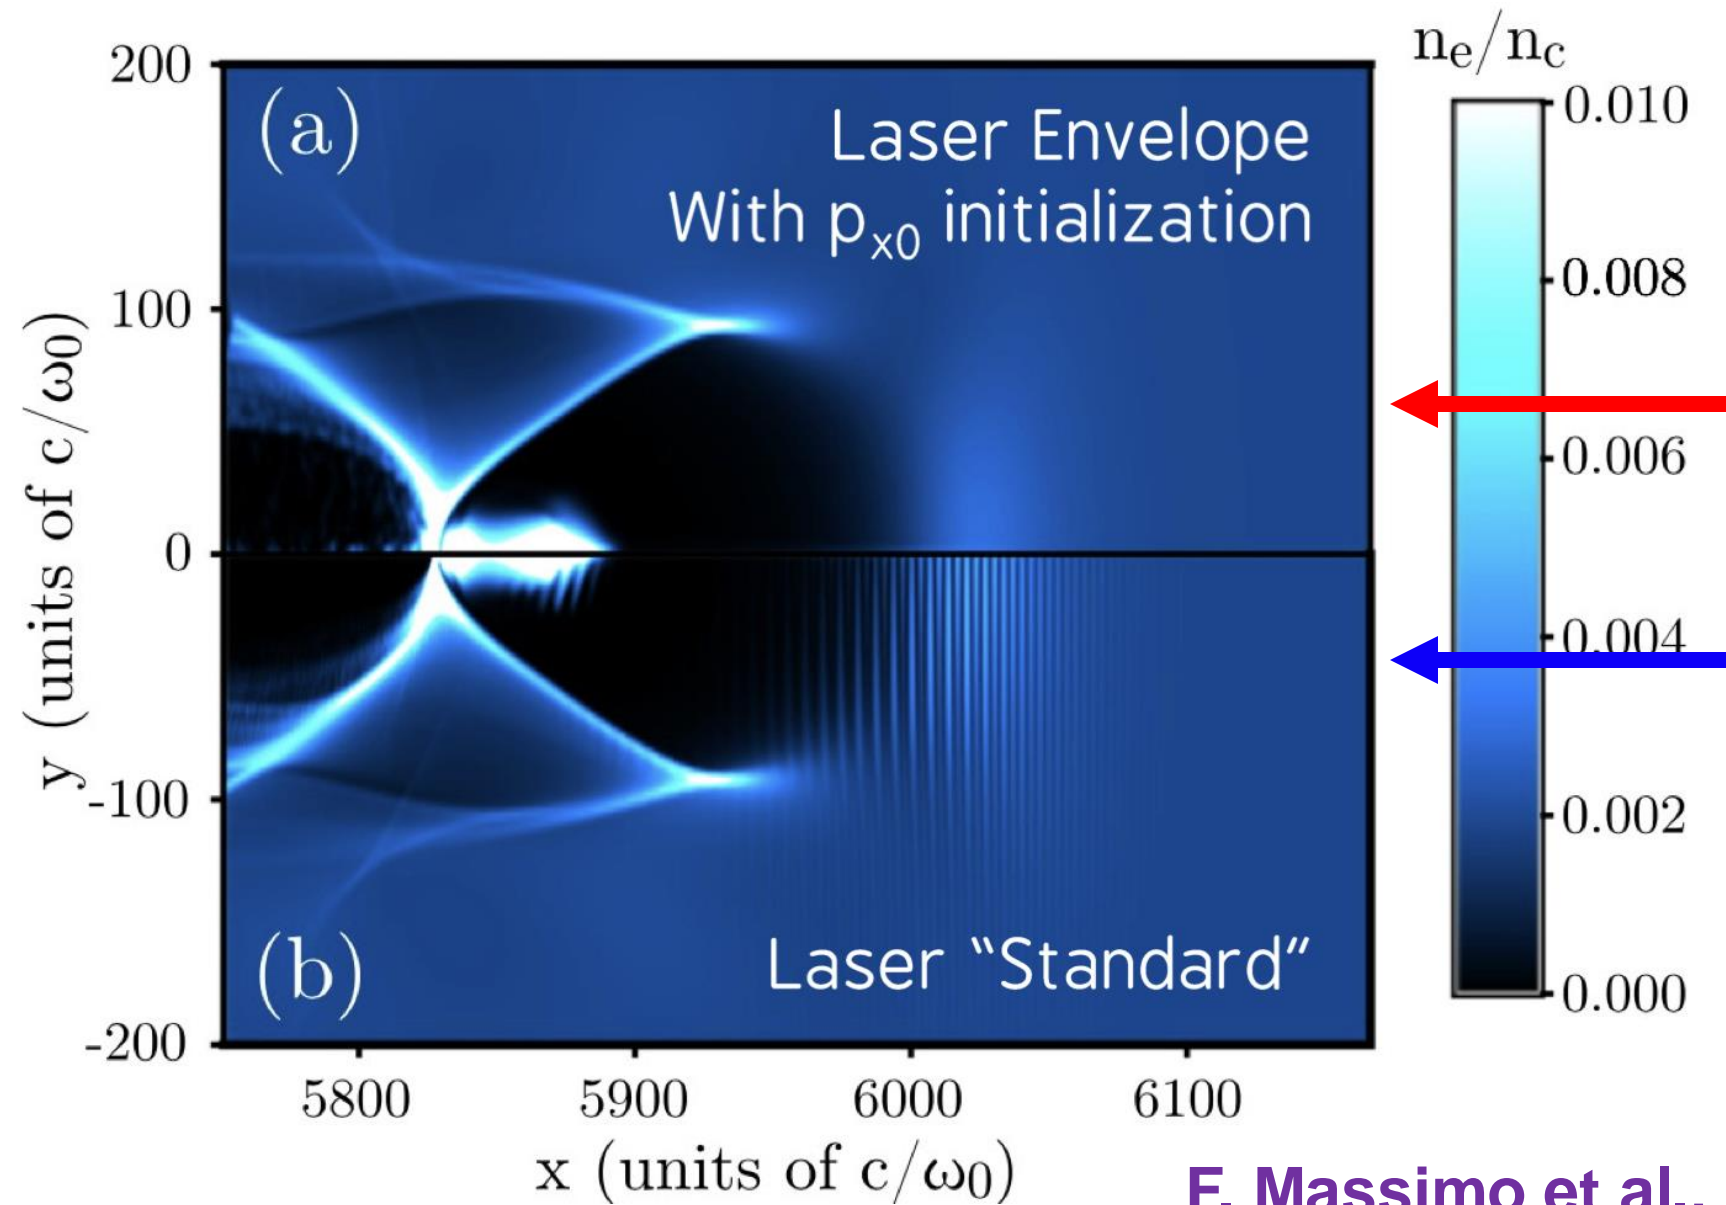 n_e/n_c
200
(a)
Laser Envelope
With p_x0 initialization
0.010
0.008
100
0.006
y (units of c/ω0)
0
0.004
-100
0.002
(b)
Laser “Standard”
0.000
-200
5800
5900
6000
6100
x (units of c/ω0)
F. Massimo et al.,